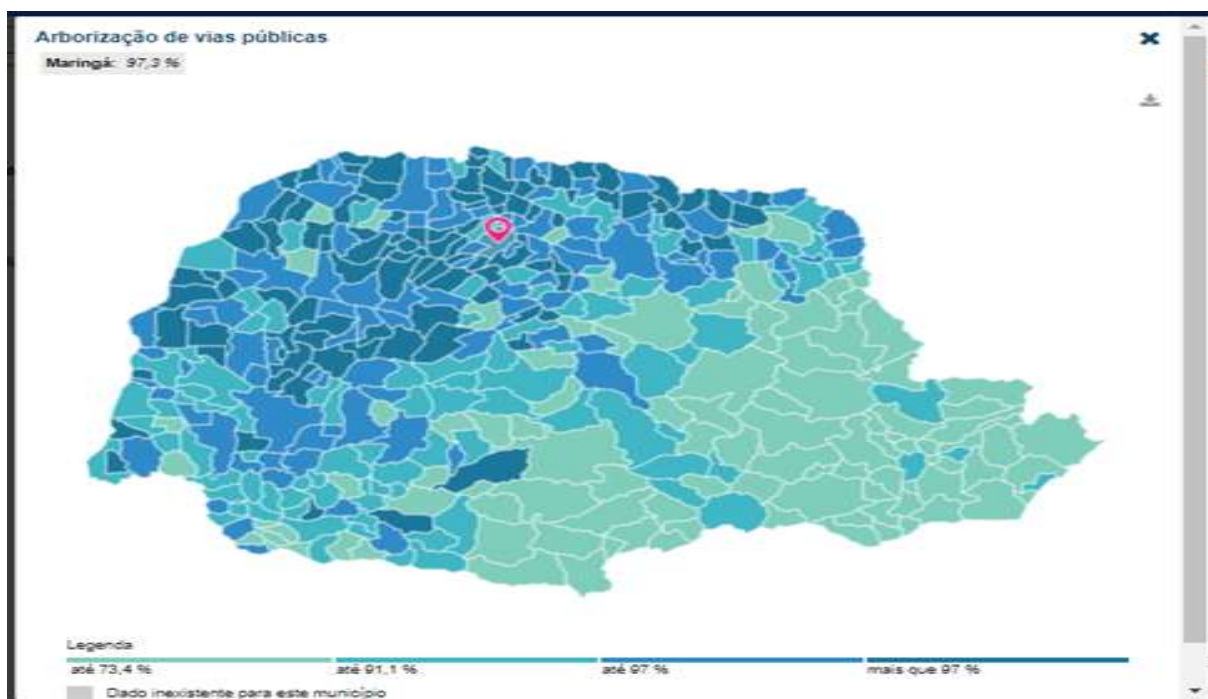 Arborização de vias públicas
Maringá: 97,3 %
Legenda
até 73,4 %
até 91,1 %
até 97 %
mais que 97 %
Dado inexistente para este município